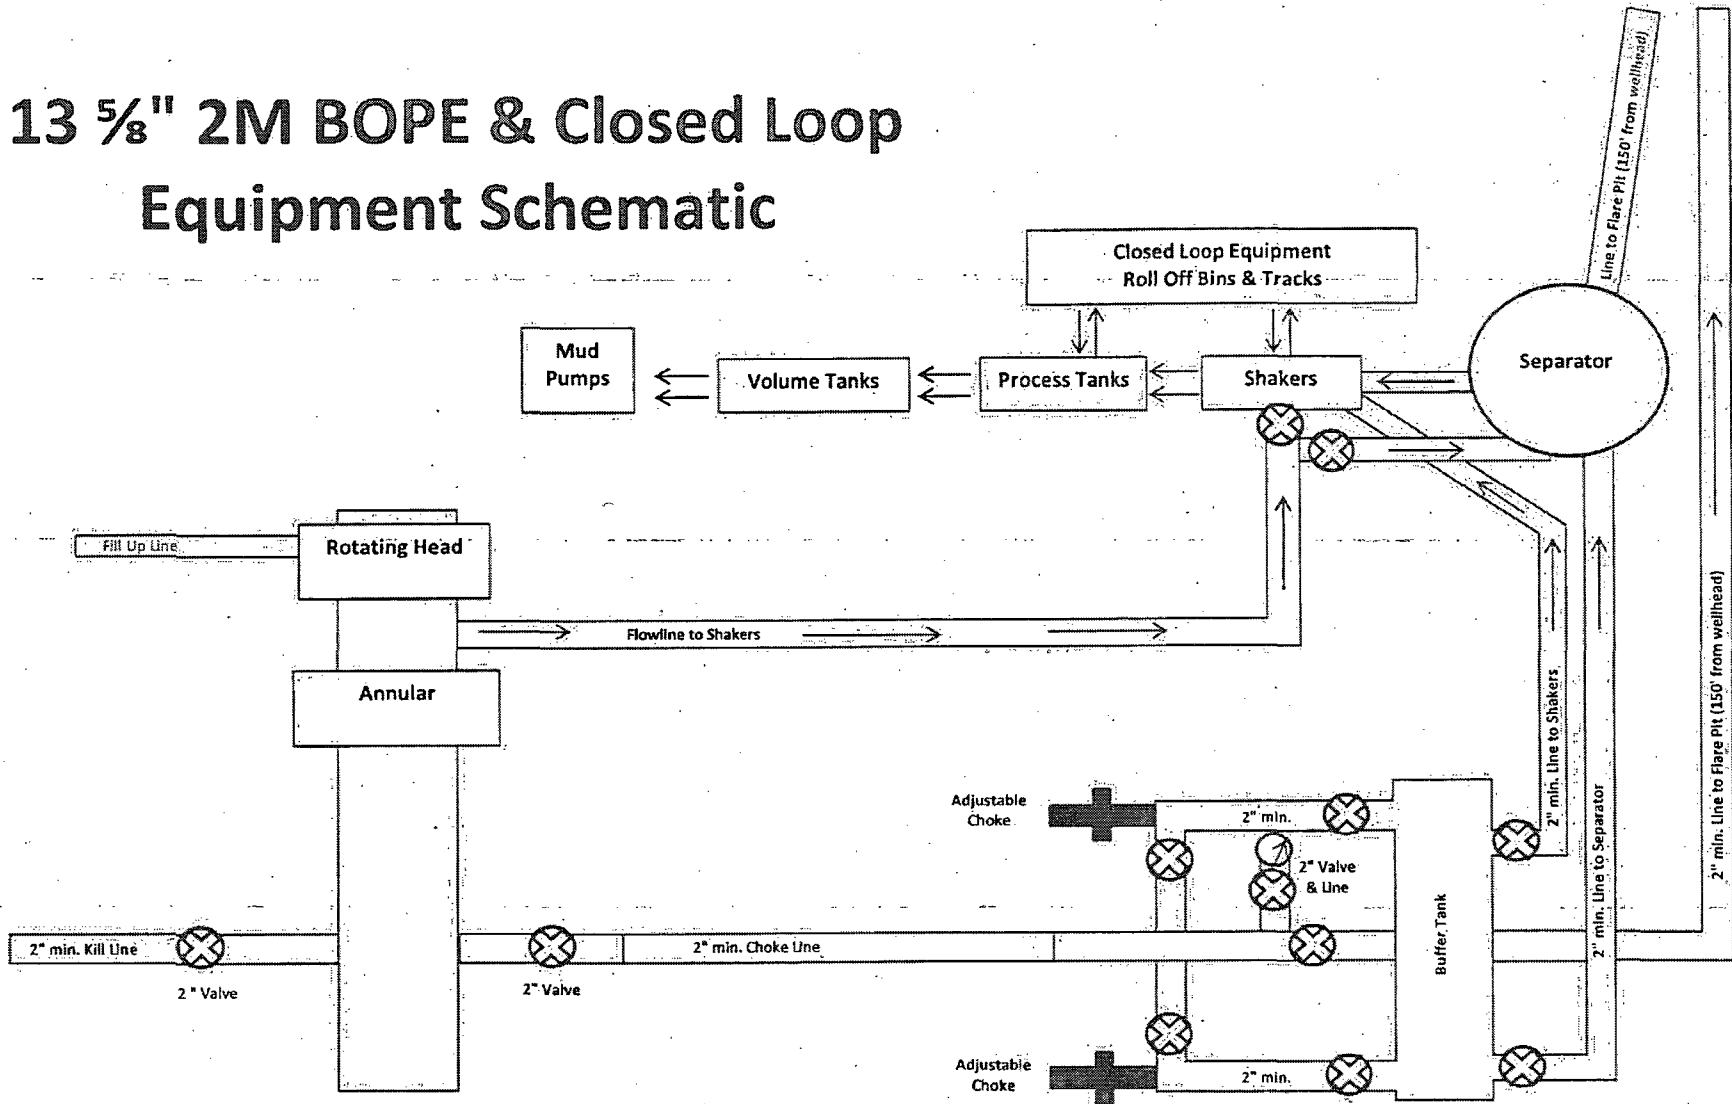 13 ⅝" 2M BOPE & Closed Loop
Equipment Schematic
Line to Flare Pit (150' from wellhead)
Closed Loop Equipment
Roll Off Bins & Tracks
Mud
Pumps
Volume Tanks
Process Tanks
Shakers
Separator
Fill Up Line
Rotating Head
Flowline to Shakers
Annular
2" min. Line to Shakers
2" min. Line to Separator
2" min. Line to Flare Pit (150' from wellhead)
Adjustable
Choke
2" min.
2" Valve
& Line
Buffer Tank
2" min. Kill Line
2" min. Choke Line
2 " Valve
2" Valve
Adjustable
Choke
2" min.